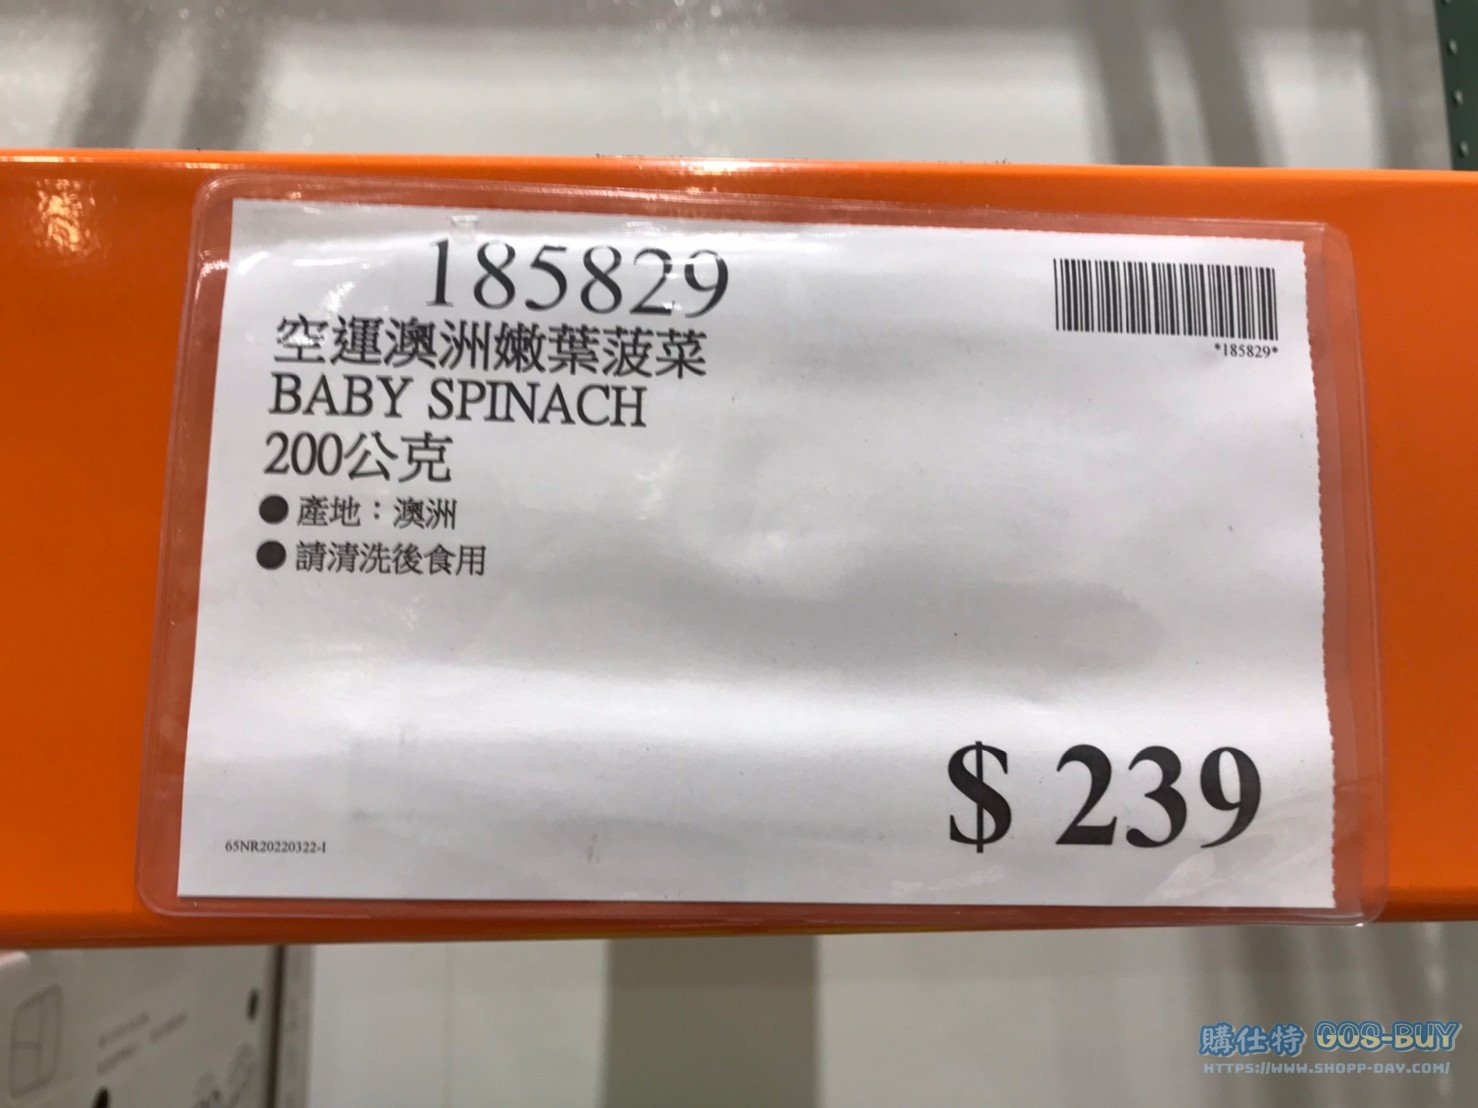 185829
*185829*
空運澳洲嫩葉菠菜
BABY SPINACH
200公克
● 產地：澳洲
● 請清洗後食用
$ 239
65NR20220322-I
購仕特 GOS-BUY
HTTPS://WWW.SHOPP-DAY.COM/